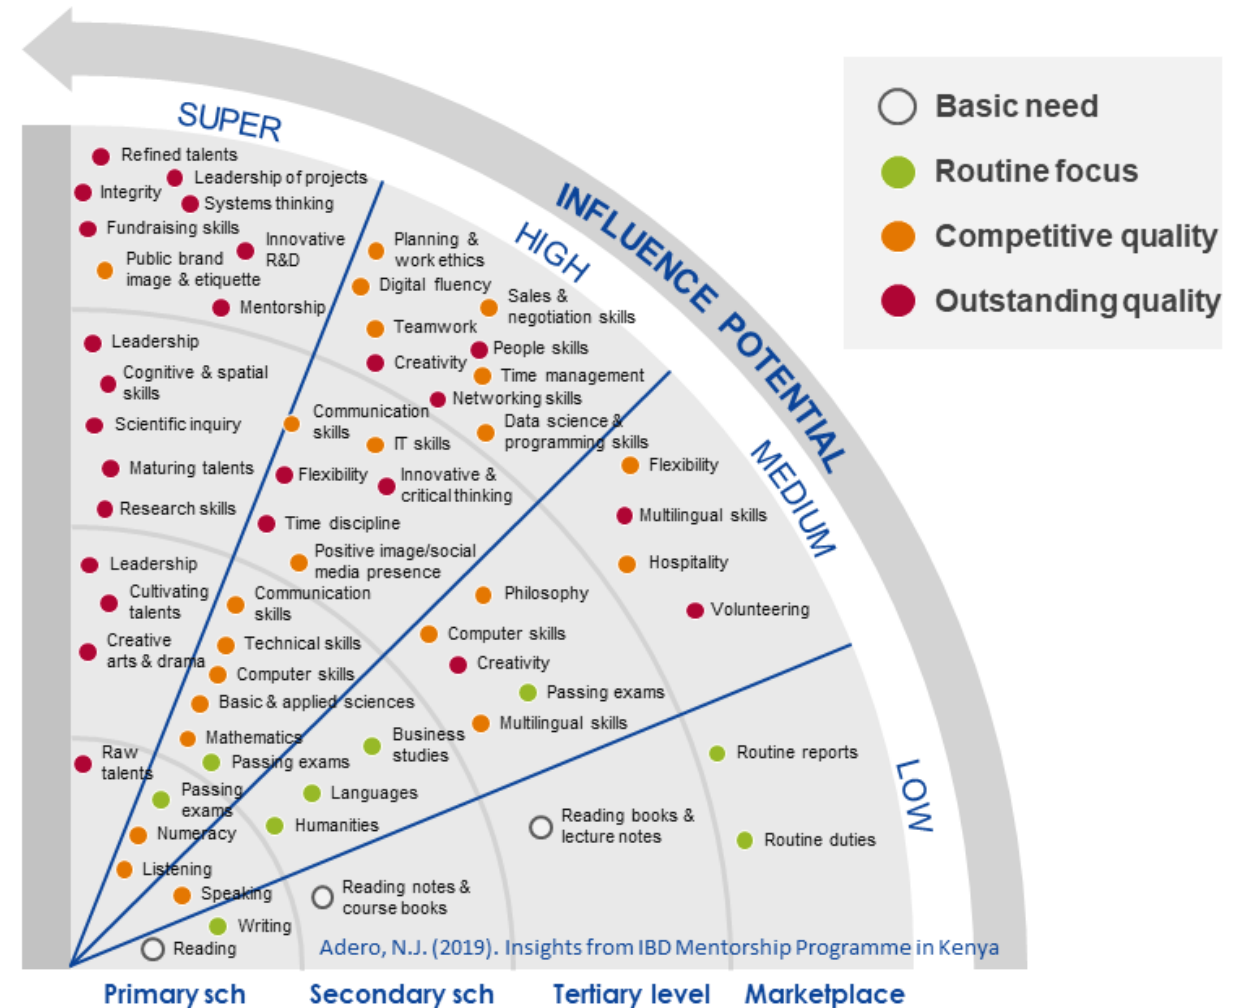 SUPER
HIGH
MEDIUM
LOW
INFLUENCE POTENTIAL
Basic need
Routine focus
Competitive quality
Outstanding quality
Refined talents
Leadership of projects
Integrity
Systems thinking
Fundraising skills
Innovative
R&D
Public brand
image & etiquette
Mentorship
Leadership
Cognitive & spatial
skills
Scientific inquiry
Maturing talents
Research skills
Leadership
Cultivating
talents
Creative
arts & drama
Raw
talents
Planning &
work ethics
Digital fluency
Sales &
negotiation skills
Teamwork
People skills
Creativity
Time management
Networking skills
Communication
skills
Data science &
programming skills
IT skills
Flexibility
Innovative &
critical thinking
Time discipline
Positive image/social
media presence
Communication
skills
Technical skills
Computer skills
Basic & applied sciences
Mathematics
Passing exams
Passing
exams
Numeracy
Listening
Speaking
Writing
Reading
Flexibility
Multilingual skills
Hospitality
Volunteering
Philosophy
Computer skills
Creativity
Passing exams
Multilingual skills
Business
studies
Languages
Humanities
Routine reports
Routine duties
Reading books &
lecture notes
Reading notes &
course books
Adero, N.J. (2019). Insights from IBD Mentorship Programme in Kenya
Primary sch
Secondary sch
Tertiary level
Marketplace